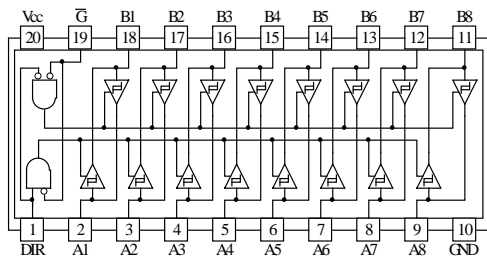 Vcc G̅ B1 B2 B3 B4 B5 B6 B7 B8
20 19 18 17 16 15 14 13 12 11
1 2 3 4 5 6 7 8 9 10
DIR A1 A2 A3 A4 A5 A6 A7 A8 GND